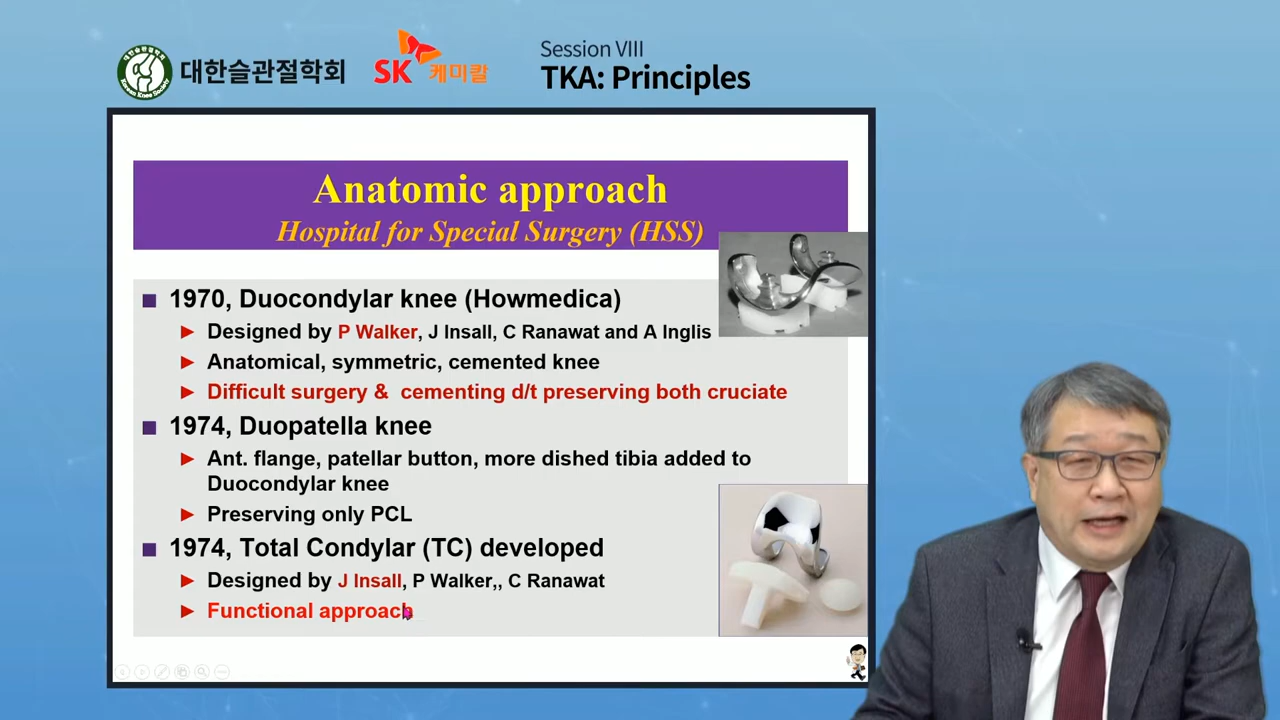 대한슬관절학회
SK 케미칼
Session VIII
TKA: Principles
Anatomic approach
Hospital for Special Surgery (HSS)
1970, Duocondylar knee (Howmedica)
Designed by P Walker, J Insall, C Ranawat and A Inglis
Anatomical, symmetric, cemented knee
Difficult surgery & cementing d/t preserving both cruciate
1974, Duopatella knee
Ant. flange, patellar button, more dished tibia added to
Duocondylar knee
Preserving only PCL
1974, Total Condylar (TC) developed
Designed by J Insall, P Walker,, C Ranawat
Functional approach